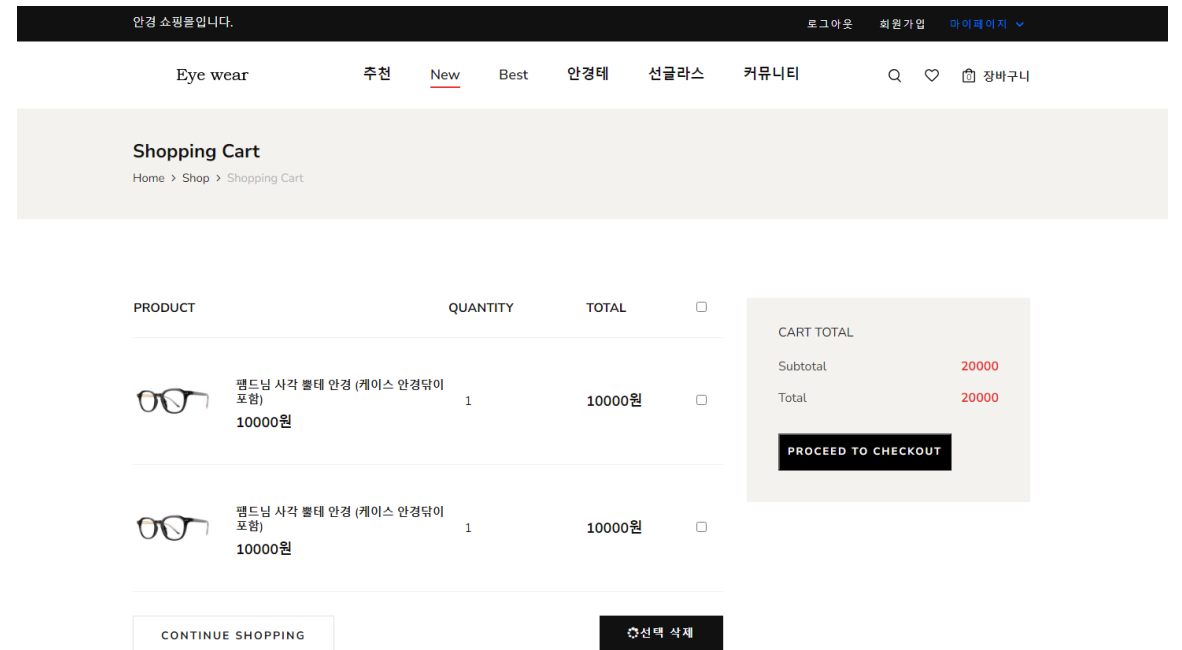 안경 쇼핑몰입니다.
로그아웃 회원가입 마이페이지
Eye wear 추천 New Best 안경테 선글라스 커뮤니티 0 장바구니
Shopping Cart
Home > Shop > Shopping Cart
PRODUCT QUANTITY TOTAL
팸드님 사각 뿔테 안경 (케이스 안경닦이
포함)
10000원
1
10000원
팸드님 사각 뿔테 안경 (케이스 안경닦이
포함)
10000원
1
10000원
CONTINUE SHOPPING
선택 삭제
CART TOTAL
Subtotal 20000
Total 20000
PROCEED TO CHECKOUT